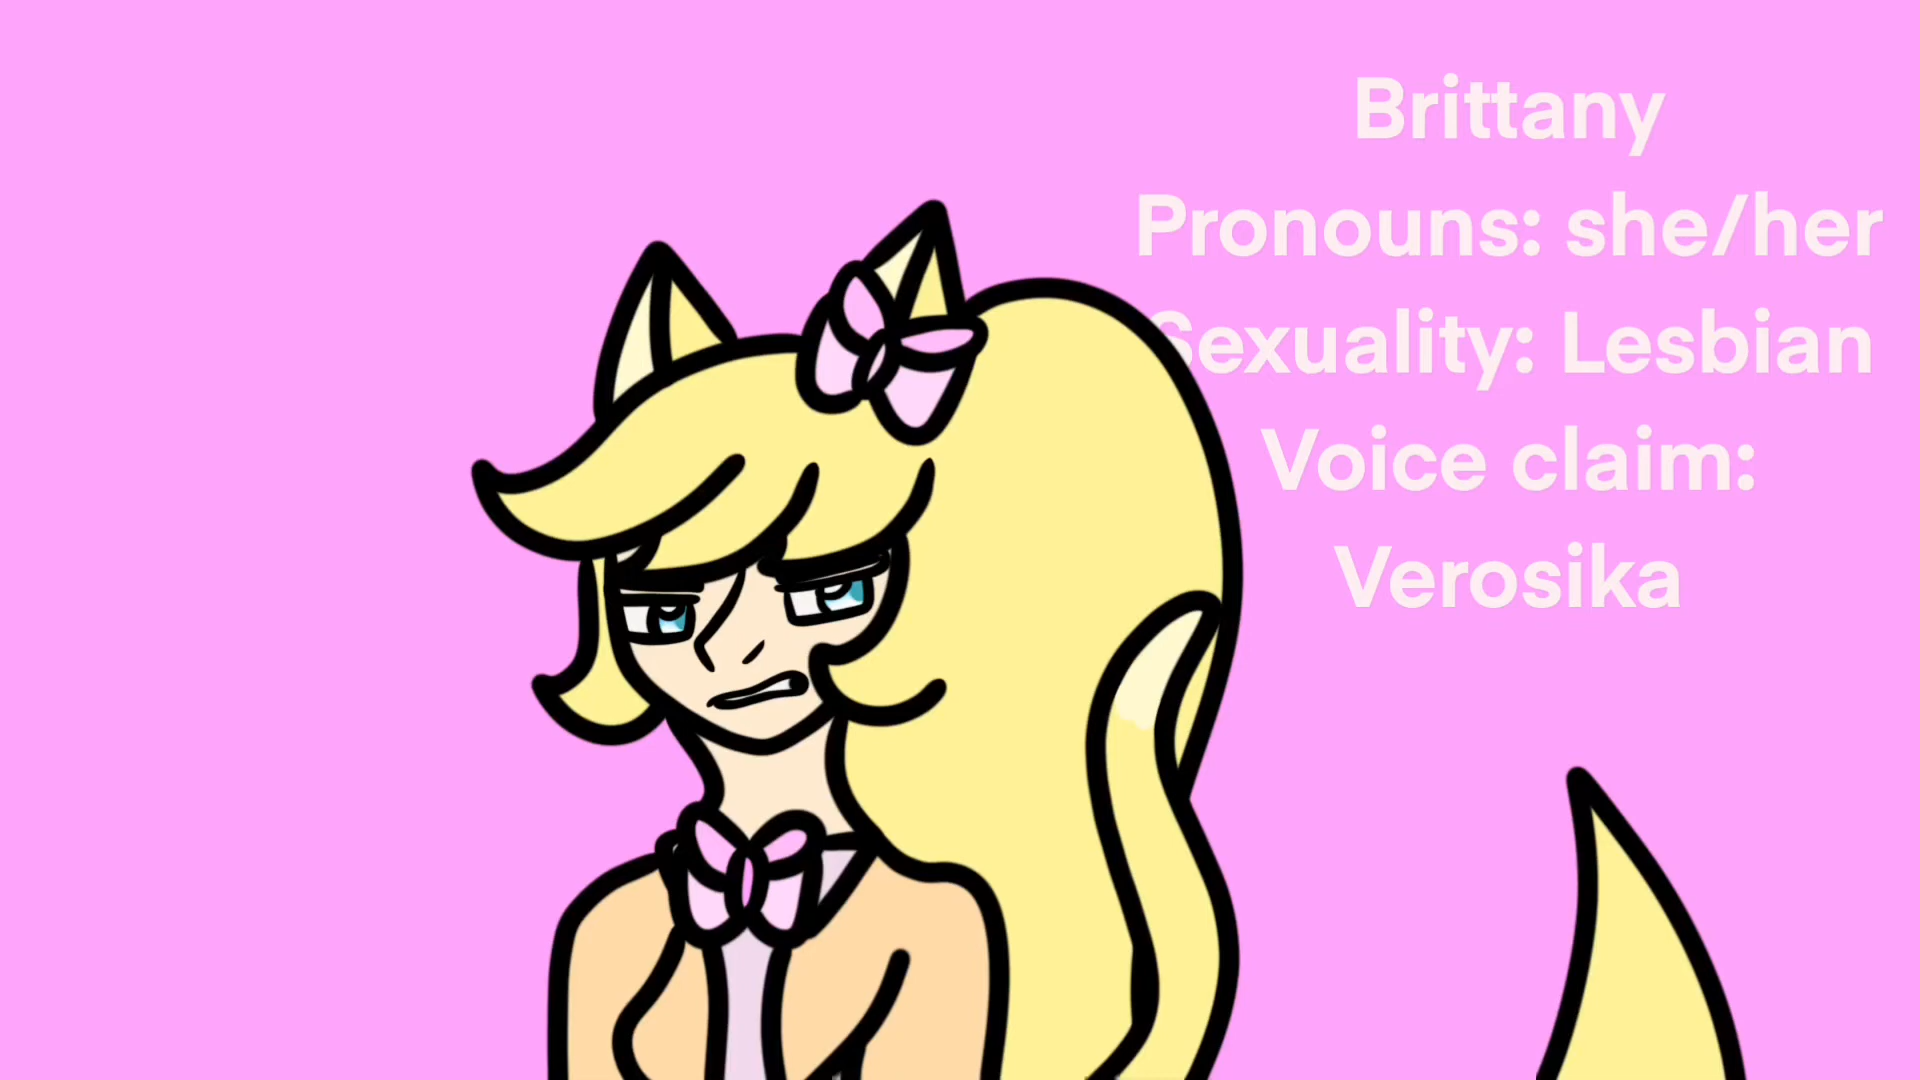 Brittany
Pronouns: she/her
Sexuality: Lesbian
Voice claim:
Verosika